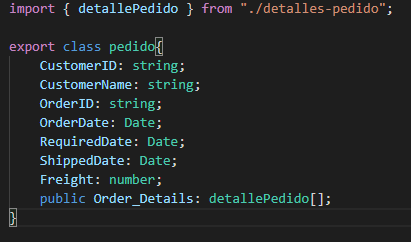 import { detallePedido } from "./detalles-pedido";
export class pedido{
CustomerID: string;
CustomerName: string;
OrderID: string;
OrderDate: Date;
RequiredDate: Date;
ShippedDate: Date;
Freight: number;
public Order_Details: detallePedido[];
}